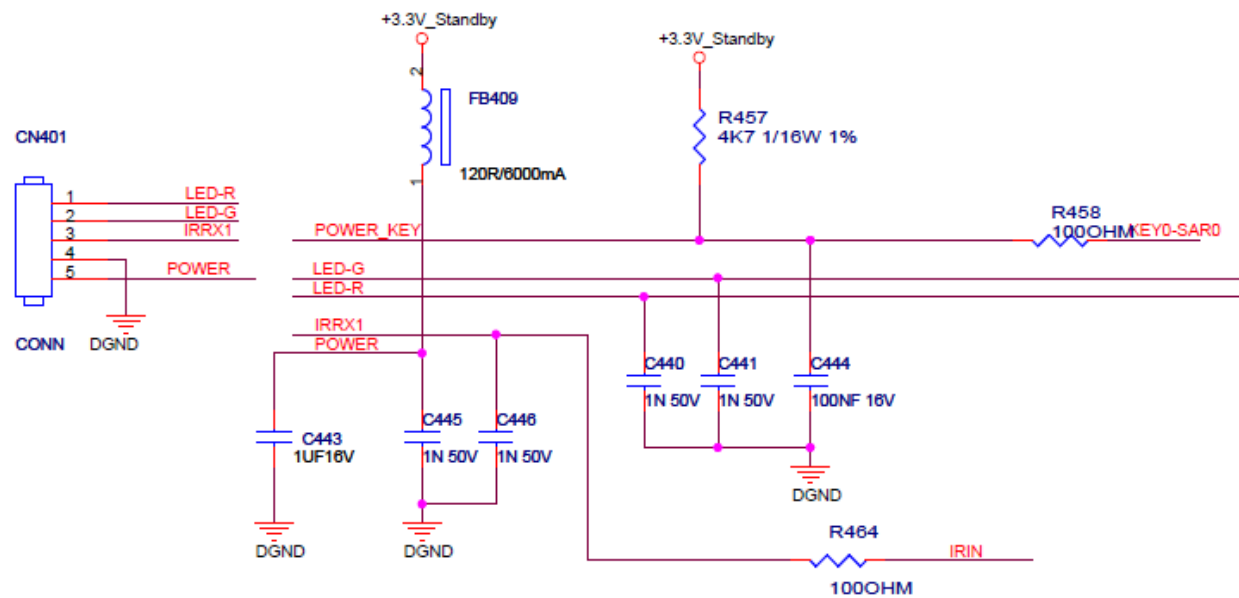 +3.3V_Standby
+3.3V_Standby
2
FB409
R457
4K7 1/16W 1%
CN401
120R/6000mA
1
1
LED-R
2
LED-G
3
IRRX1
4
5
POWER
POWER_KEY
R458
100OHM
KEY0-SAR0
LED-G
LED-R
DGND
CONN
IRRX1
POWER
C440
1N 50V
C441
1N 50V
C444
100NF 16V
C443
1UF16V
C445
1N 50V
C446
1N 50V
DGND
DGND
DGND
R464
100OHM
IRIN